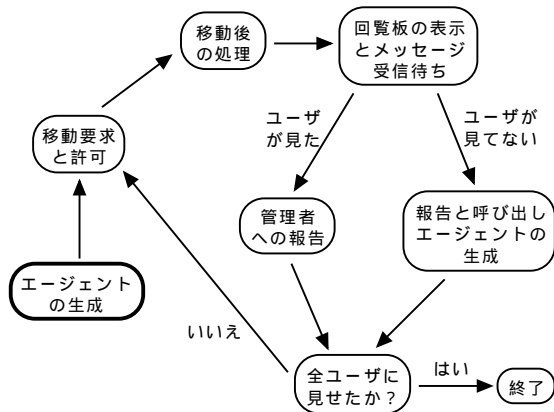 移動後
の処理
回覧板の表示
とメッセージ
受信待ち
ユーザ
が見た
ユーザが
見てない
移動要求
と許可
管理者
への報告
報告と呼び出し
エージェントの
生成
エージェント
の生成
いいえ
全ユーザに
見せたか？
はい
終了